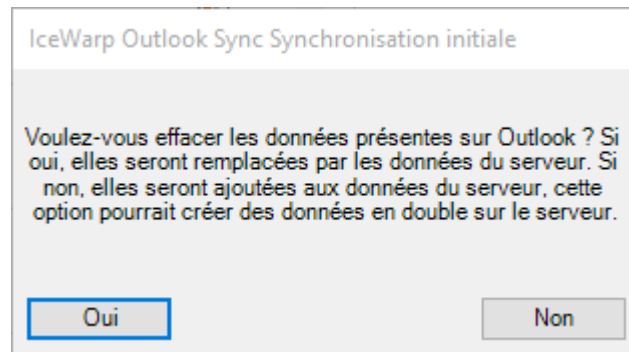 IceWarp Outlook Sync Synchronisation initiale
Voulez-vous effacer les données présentes sur Outlook ? Si
oui, elles seront remplacées par les données du serveur. Si
non, elles seront ajoutées aux données du serveur, cette
option pourrait créer des données en double sur le serveur.
Oui
Non